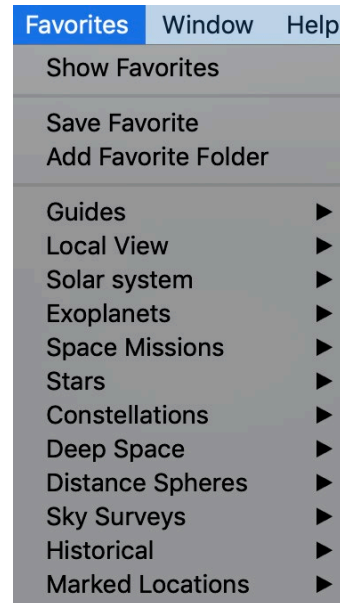 Favorites Window Help
Show Favorites
Save Favorite
Add Favorite Folder
Guides
Local View
Solar system
Exoplanets
Space Missions
Stars
Constellations
Deep Space
Distance Spheres
Sky Surveys
Historical
Marked Locations